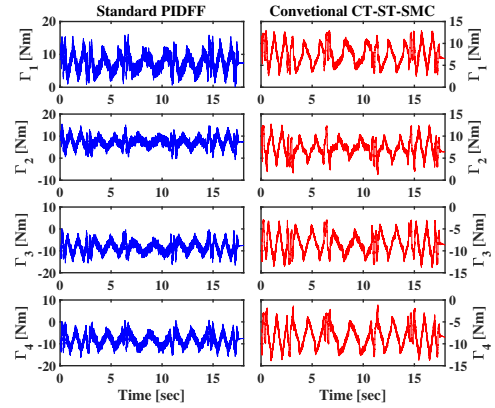 Standard PIDFF Convetional CT-ST-SMC
20 15
Γ1 [Nm] 10 10 Γ1 [Nm]
5
0 0
0 5 10 15 0 5 10 15
20 15
Γ2 [Nm] 10 10 Γ2 [Nm]
0 5
-10 0
0 5 10 15 0 5 10 15
10 0
Γ3 [Nm] 0 -5 Γ3 [Nm]
-10 -10
-20 -15
0 5 10 15 0 5 10 15
10 0
Γ4 [Nm] 0 -5 Γ4 [Nm]
-10 -10
-20 -15
0 5 10 15 0 5 10 15
Time [sec] Time [sec]